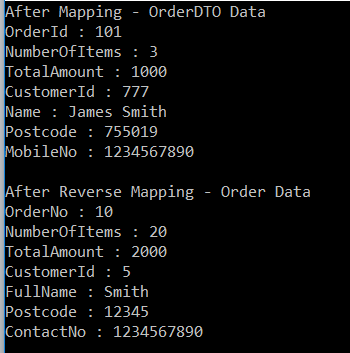 After Mapping - OrderDTO Data
OrderId : 101
NumberOfItems : 3
TotalAmount : 1000
CustomerId : 777
Name : James Smith
Postcode : 755019
MobileNo : 1234567890
After Reverse Mapping - Order Data
OrderNo : 10
NumberOfItems : 20
TotalAmount : 2000
CustomerId : 5
FullName : Smith
Postcode : 12345
ContactNo : 1234567890